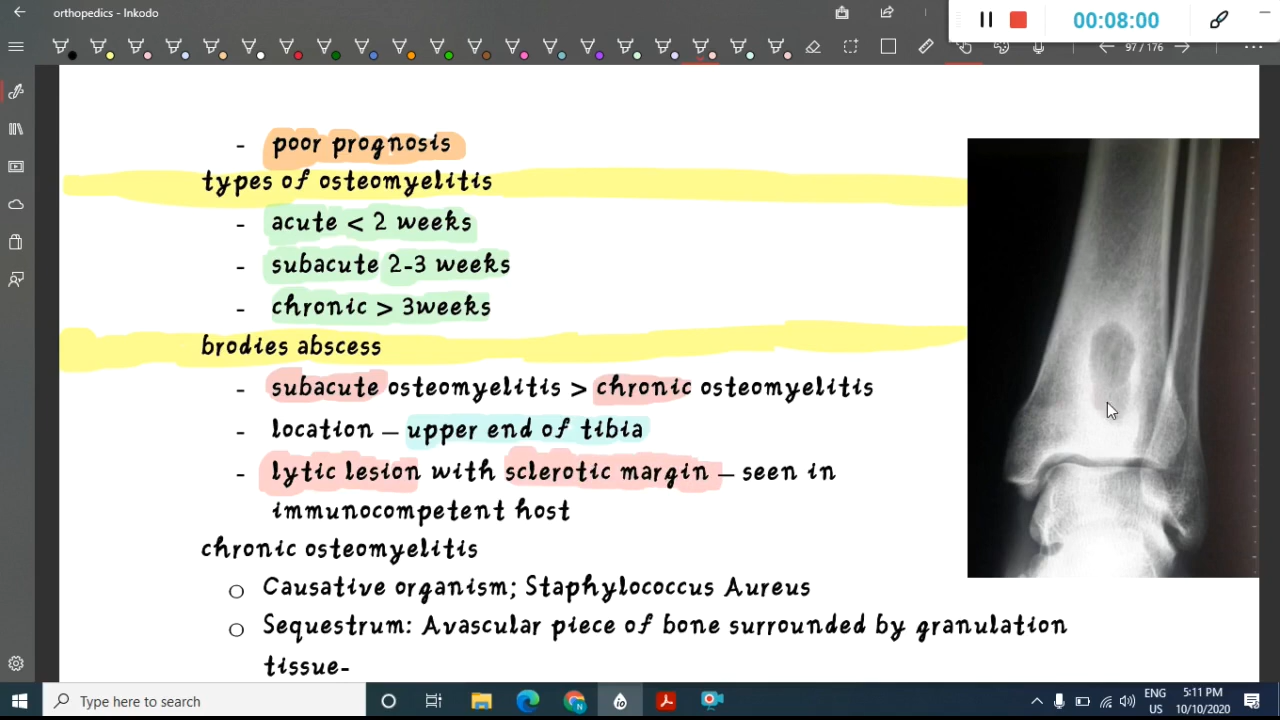 orthopedics - Inkodo
00:08:00
97 / 176
- poor prognosis
types of osteomyelitis
- acute < 2 weeks
- subacute 2-3 weeks
- chronic > 3weeks
brodies abscess
- subacute osteomyelitis > chronic osteomyelitis
- location – upper end of tibia
- lytic lesion with sclerotic margin – seen in
immunocompetent host
chronic osteomyelitis
o Causative organism; Staphylococcus Aureus
o Sequestrum: Avascular piece of bone surrounded by granulation
tissue-
Type here to search
ENG
US
5:11 PM
10/10/2020